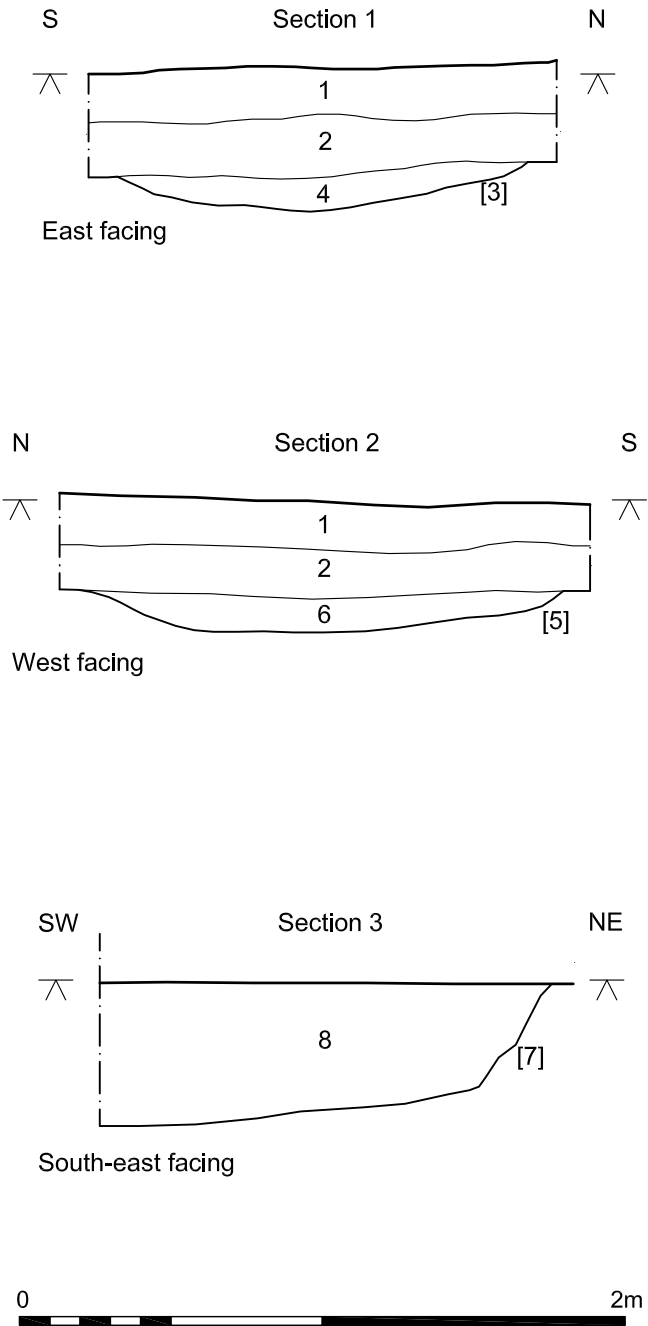 S Section 1 N
1
2
4 [3]
East facing
N Section 2 S
1
2
6 [5]
West facing
SW Section 3 NE
8
[7]
South-east facing
0 2m